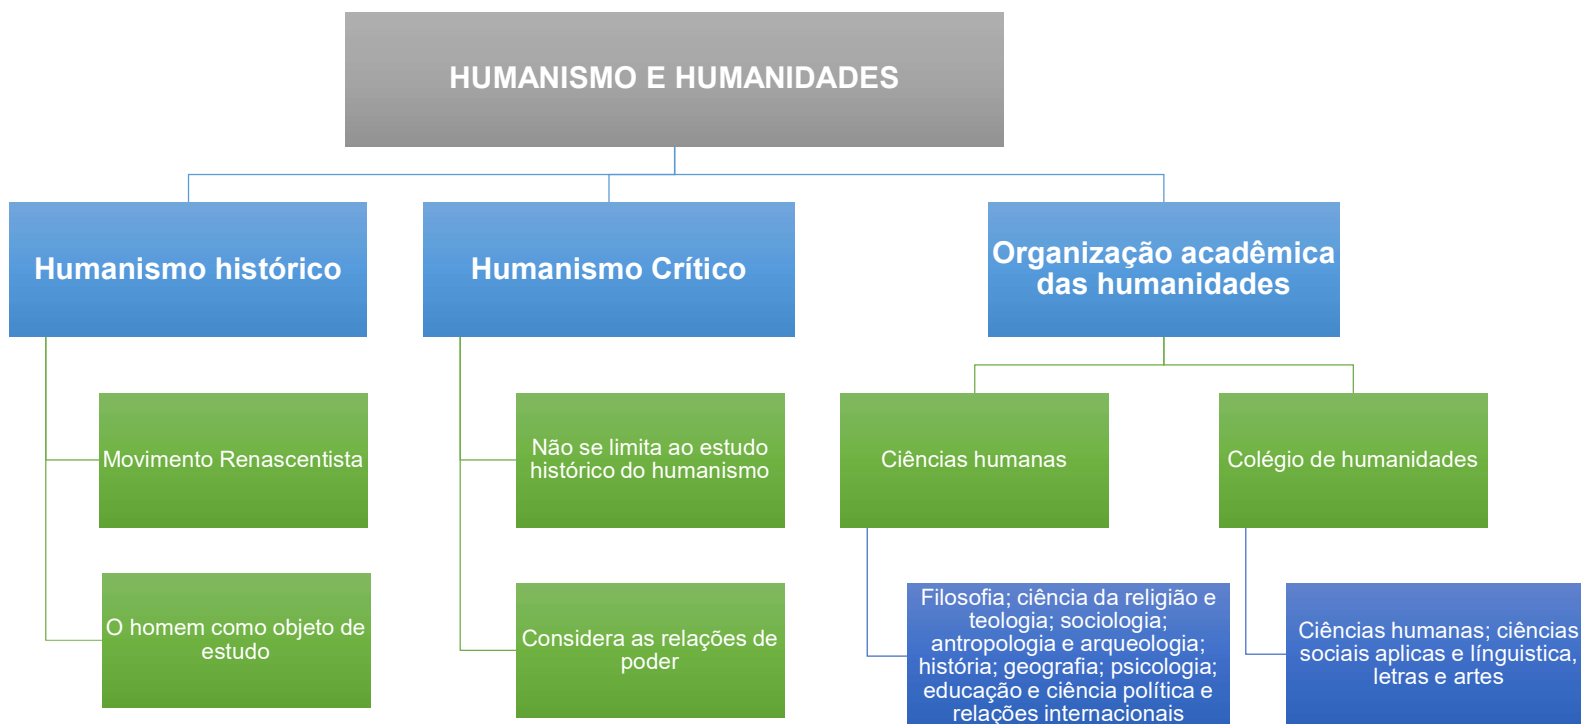 HUMANISMO E HUMANIDADES
Humanismo histórico
Humanismo Crítico
Organização acadêmica
das humanidades
Movimento Renascentista
Não se limita ao estudo
histórico do humanismo
Ciências humanas
Colégio de humanidades
O homem como objeto de
estudo
Considera as relações de
poder
Filosofia; ciência da religião e
teologia; sociologia;
antropologia e arqueologia;
história; geografia; psicologia;
educação e ciência política e
relações internacionais
Ciências humanas; ciências
sociais aplicas e línguistica,
letras e artes